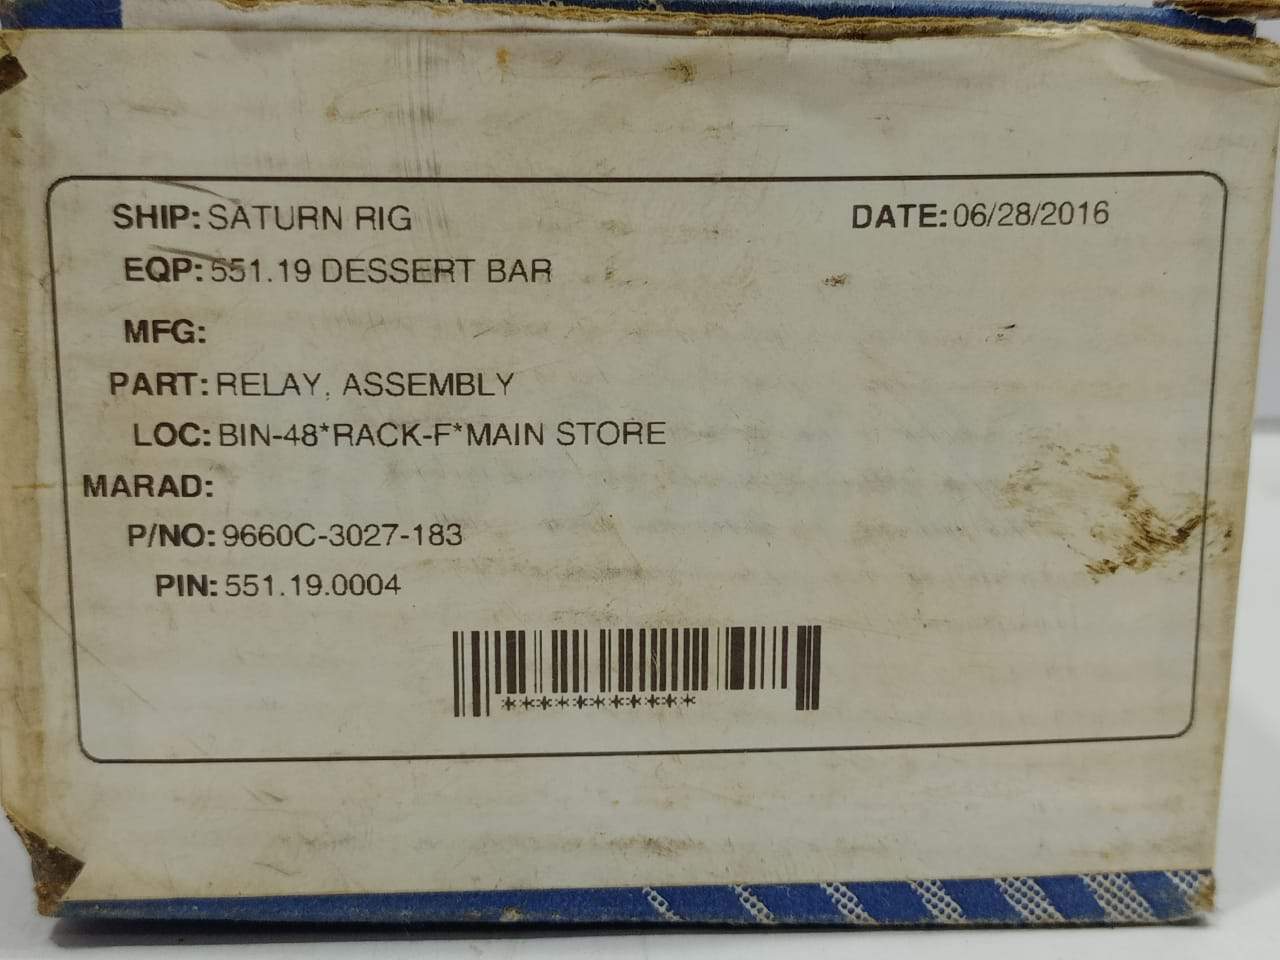 SHIP: SATURN RIG DATE: 06/28/2016
EQP: 551.19 DESSERT BAR
MFG:
PART: RELAY, ASSEMBLY
LOC: BIN-48*RACK-F*MAIN STORE
MARAD:
P/NO: 9660C-3027-183
PIN: 551.19.0004
***********